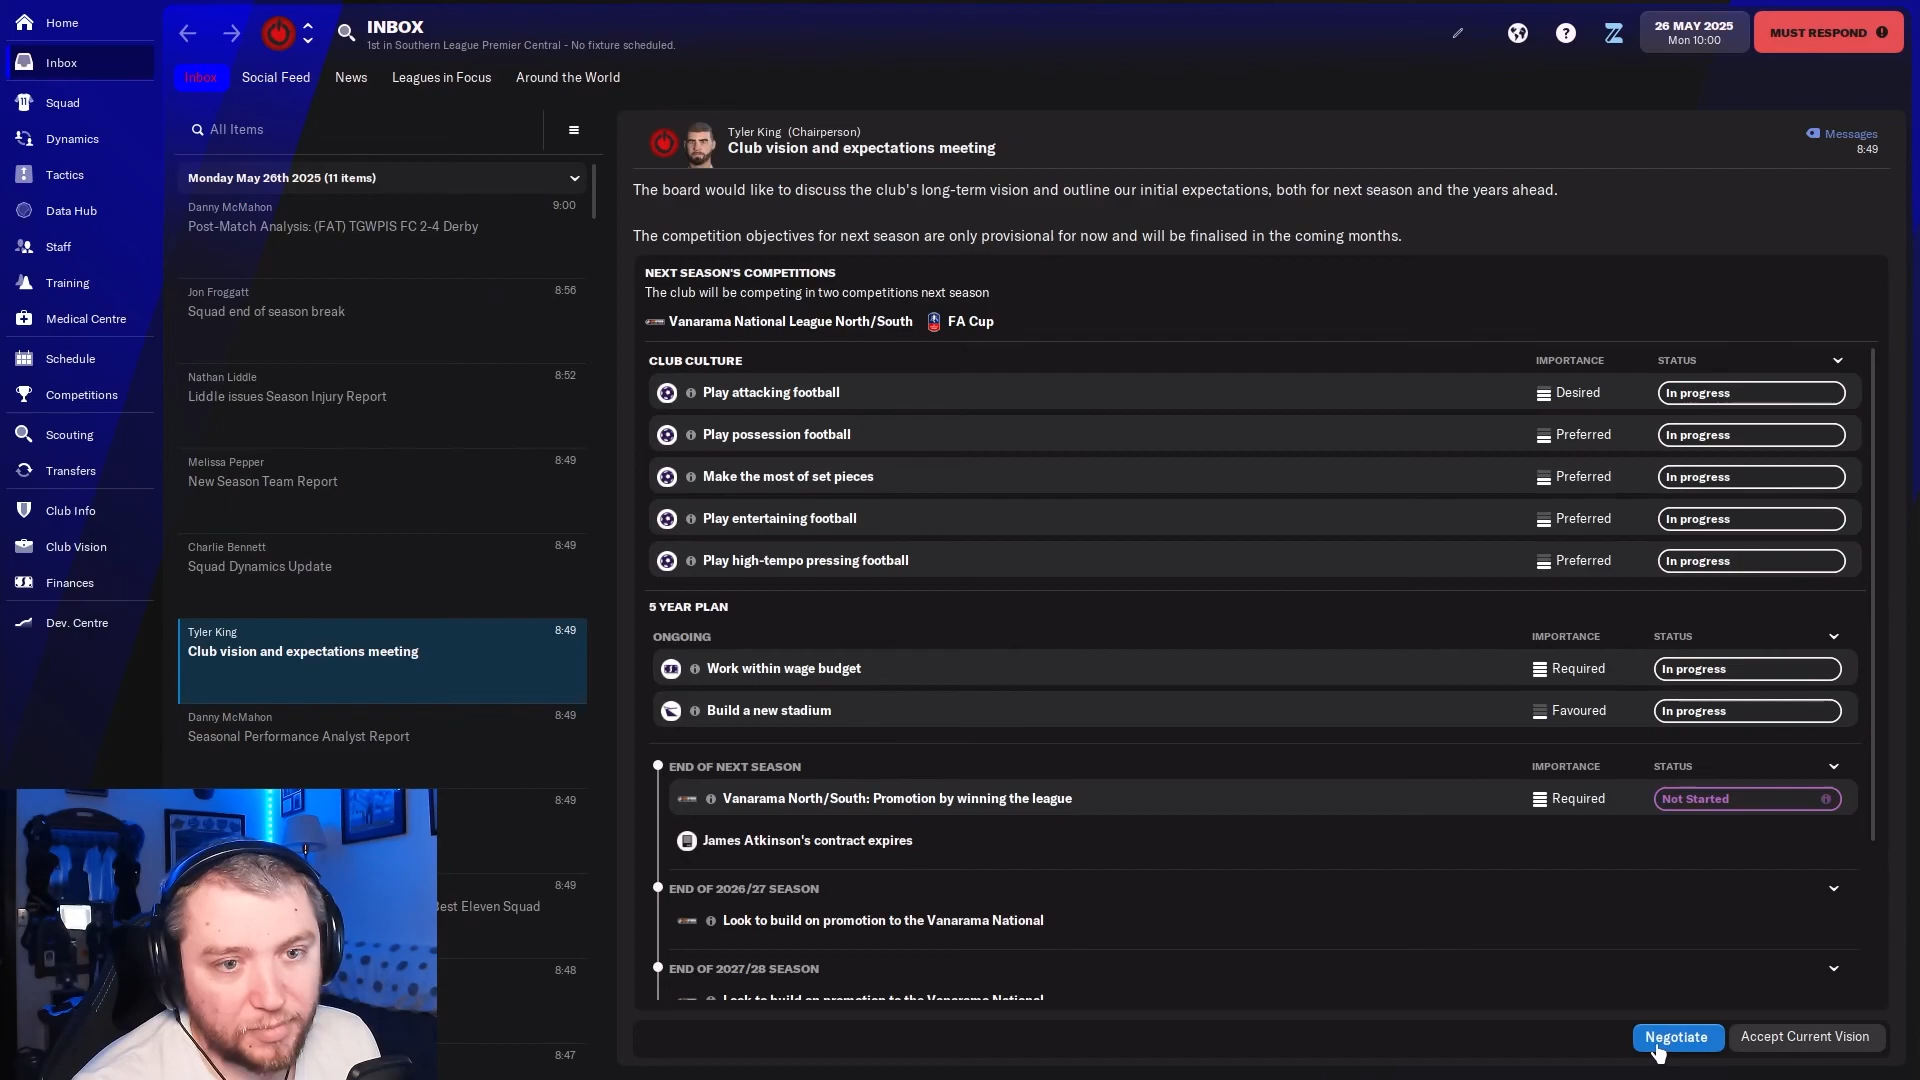 Home
Inbox
Squad
Dynamics
Tactics
Data Hub
Staff
Training
Medical Centre
Schedule
Competitions
Scouting
Transfers
Club Info
Club Vision
Finances
Dev. Centre
INBOX
1st in Southern League Premier Central - No fixture scheduled.
26 MAY 2025
Mon 10:00
MUST RESPOND
Inbox Social Feed News Leagues in Focus Around the World
All Items
Monday May 26th 2025 (11 items)
Danny McMahon 9:00
Post-Match Analysis: (FAT) TGWPIS FC 2-4 Derby
Jon Froggatt 8:56
Squad end of season break
Nathan Liddle 8:52
Liddle issues Season Injury Report
Melissa Pepper 8:49
New Season Team Report
Charlie Bennett 8:49
Squad Dynamics Update
Tyler King 8:49
Club vision and expectations meeting
Danny McMahon 8:49
Seasonal Performance Analyst Report
8:49
8:49
Best Eleven Squad
8:48
8:47
Tyler King (Chairperson)
Club vision and expectations meeting
Messages
8:49
The board would like to discuss the club's long-term vision and outline our initial expectations, both for next season and the years ahead.
The competition objectives for next season are only provisional for now and will be finalised in the coming months.
NEXT SEASON'S COMPETITIONS
The club will be competing in two competitions next season
Vanarama National League North/South FA Cup
CLUB CULTURE IMPORTANCE STATUS
Play attacking football Desired In progress
Play possession football Preferred In progress
Make the most of set pieces Preferred In progress
Play entertaining football Preferred In progress
Play high-tempo pressing football Preferred In progress
5 YEAR PLAN
ONGOING IMPORTANCE STATUS
Work within wage budget Required In progress
Build a new stadium Favoured In progress
END OF NEXT SEASON IMPORTANCE STATUS
Vanarama North/South: Promotion by winning the league Required Not Started
James Atkinson's contract expires
END OF 2026/27 SEASON
Look to build on promotion to the Vanarama National
END OF 2027/28 SEASON
Look to build on promotion to the Vanarama National
Negotiate Accept Current Vision